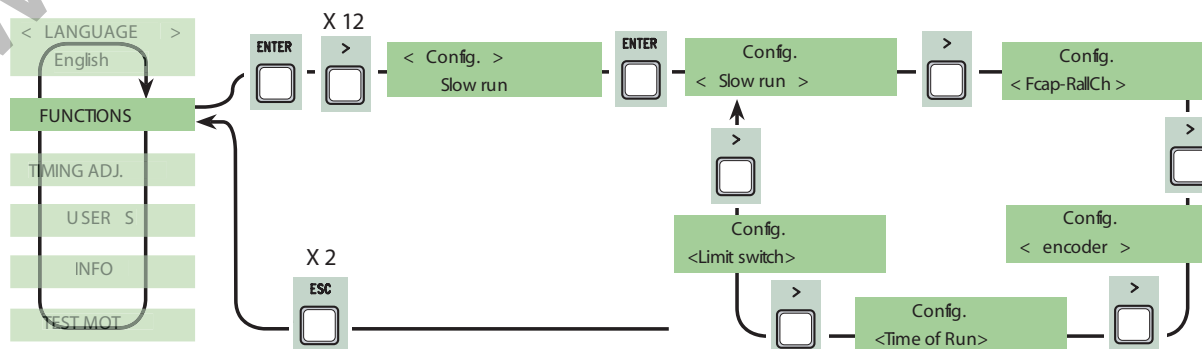 < LANGUAGE >
English
FUNCTIONS
TIMING ADJ.
USER S
INFO
TEST MOT
ENTER
X 12
>
< Config. >
Slow run
ENTER
Config.
< Slow run >
>
Config.
< Fcap-RallCh >
>
Config.
< encoder >
>
Config.
<Time of Run>
>
Config.
<Limit switch>
>
X 2
ESC